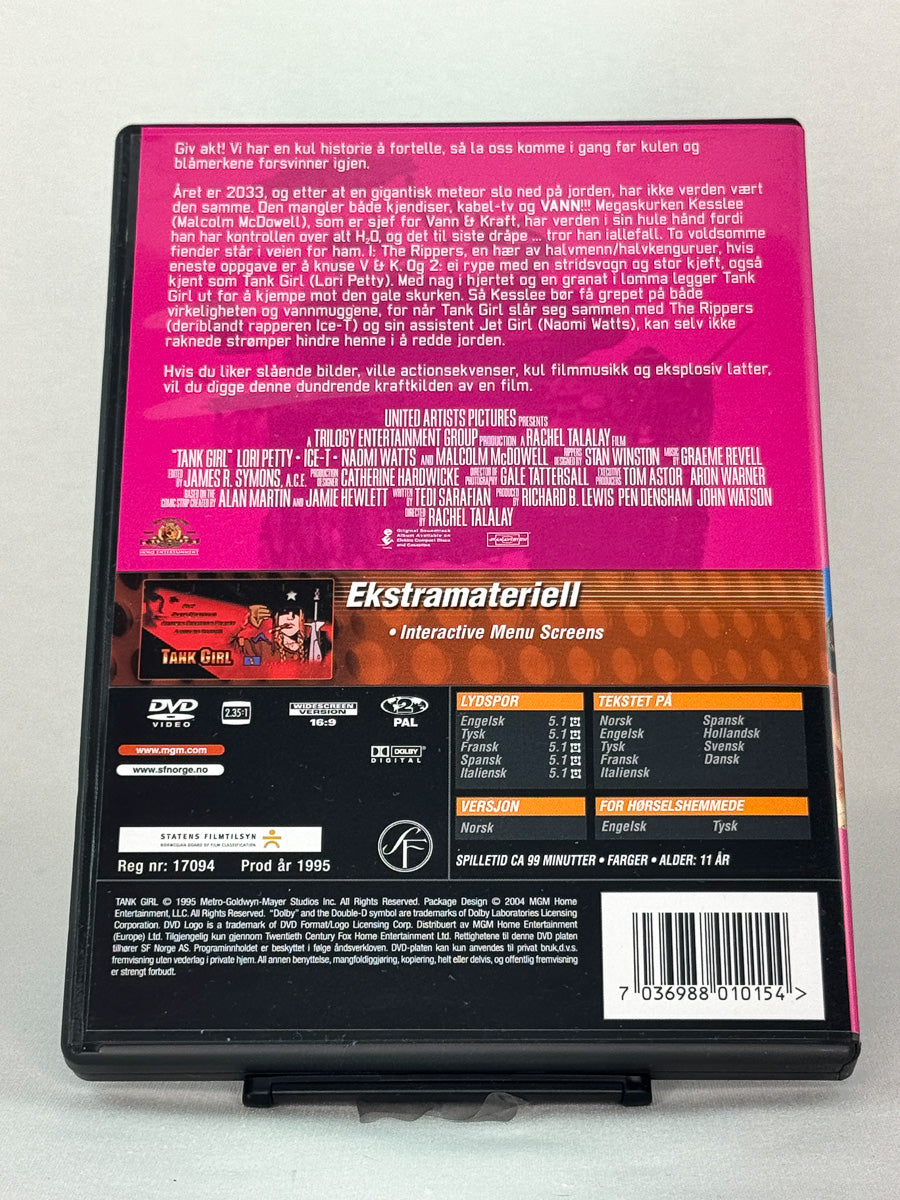 Giv akt! Vi har en kul historie å fortelle, så la oss komme i gang før kulen og
blåmerkene forsvinner igjen.
Året er 2033, og etter at en gigantisk meteor slo ned på jorden, har ikke verden vært
den samme. Den mangler både kjendiser, kabel-tv og VANN!!! Megaskurken Kesslee
(Malcolm McDowell), som er sjef for Vann & Kraft, har verden i sin hule hånd fordi
han har kontrollen over alt H₂O, og det til siste dråpe ... tror han iallefall. To voldsomme
fiender står i veien for ham. 1: The Rippers, en hær av halvmenn/halvkenguruer, hvis
eneste oppgave er å knuse V & K. Og 2: ei rype med en stridsvogn og stor kjeft, også
kjent som Tank Girl (Lori Petty). Med nag i hjertet og en granat i lomma legger Tank
Girl ut for å kjempe mot den gale skurken. Så Kesslee bør få grepet på både
virkeligheten og vannmuggene, for når Tank Girl slår seg sammen med The Rippers
(deriblandt rapperen Ice-T) og sin assistent Jet Girl (Naomi Watts), kan selv ikke
raknede strømper hindre henne i å redde jorden.
Hvis du liker slående bilder, ville actionsekvenser, kul filmmusikk og eksplosiv latter,
vil du digge denne dundrende kraftkilden av en film.
UNITED ARTISTS PICTURES PRESENTS
A TRILOGY ENTERTAINMENT GROUP PRODUCTION A RACHEL TALALAY FILM
"TANK GIRL" LORI PETTY · ICE-T · NAOMI WATTS AND MALCOLM McDOWELL RIPPERS DESIGNED BY STAN WINSTON MUSIC BY GRAEME REVELL
EDITED BY JAMES R. SYMONS, A.C.E. PRODUCTION DESIGNER CATHERINE HARDWICKE DIRECTOR OF PHOTOGRAPHY GALE TATTERSALL EXECUTIVE PRODUCERS TOM ASTOR ARON WARNER
BASED ON THE COMIC STRIP CREATED BY ALAN MARTIN AND JAMIE HEWLETT WRITTEN BY TEDI SARAFIAN PRODUCED BY RICHARD B. LEWIS PEN DENSHAM JOHN WATSON
DIRECTED BY RACHEL TALALAY
HOME ENTERTAINMENT
Original Soundtrack
Album Available on
Elektra Compact Discs
and Cassettes
PANAVISION
Ekstramateriell
• Interactive Menu Screens
TANK GIRL
DVD
VIDEO
2.35:1
WIDESCREEN
VERSION
16:9
2
PAL
www.mgm.com
www.sfnorge.no
DOLBY
DIGITAL
LYDSPOR
Engelsk 5.1
Tysk 5.1
Fransk 5.1
Spansk 5.1
Italiensk 5.1
TEKSTET PÅ
Norsk Spansk
Engelsk Hollandsk
Tysk Svensk
Fransk Dansk
Italiensk
VERSJON
Norsk
FOR HØRSELSHEMMEDE
Engelsk Tysk
STATENS FILMTILSYN
NORWEGIAN BOARD OF FILM CLASSIFICATION
Reg nr: 17094 Prod år 1995
SF
SPILLETID CA 99 MINUTTER • FARGER • ALDER: 11 ÅR
TANK GIRL © 1995 Metro-Goldwyn-Mayer Studios Inc. All Rights Reserved. Package Design © 2004 MGM Home
Entertainment, LLC. All Rights Reserved. "Dolby" and the Double-D symbol are trademarks of Dolby Laboratories Licensing
Corporation. DVD Logo is a trademark of DVD Format/Logo Licensing Corp. Distribuert av MGM Home Entertainment
(Europe) Ltd. Tilgjengelig kun gjennom Twentieth Century Fox Home Entertainment Ltd. Rettighetene til denne DVD platen
tilhører SF Norge AS. Programinnholdet er beskyttet i følge åndsverkloven. DVD-platen kan kun anvendes til privat bruk,d.v.s.
fremvisning uten vederlag i private hjem. All annen benyttelse, mangfoldiggjøring, kopiering, helt eller delvis, og offentlig fremvisning
er strengt forbudt.
7 036988 010154 >